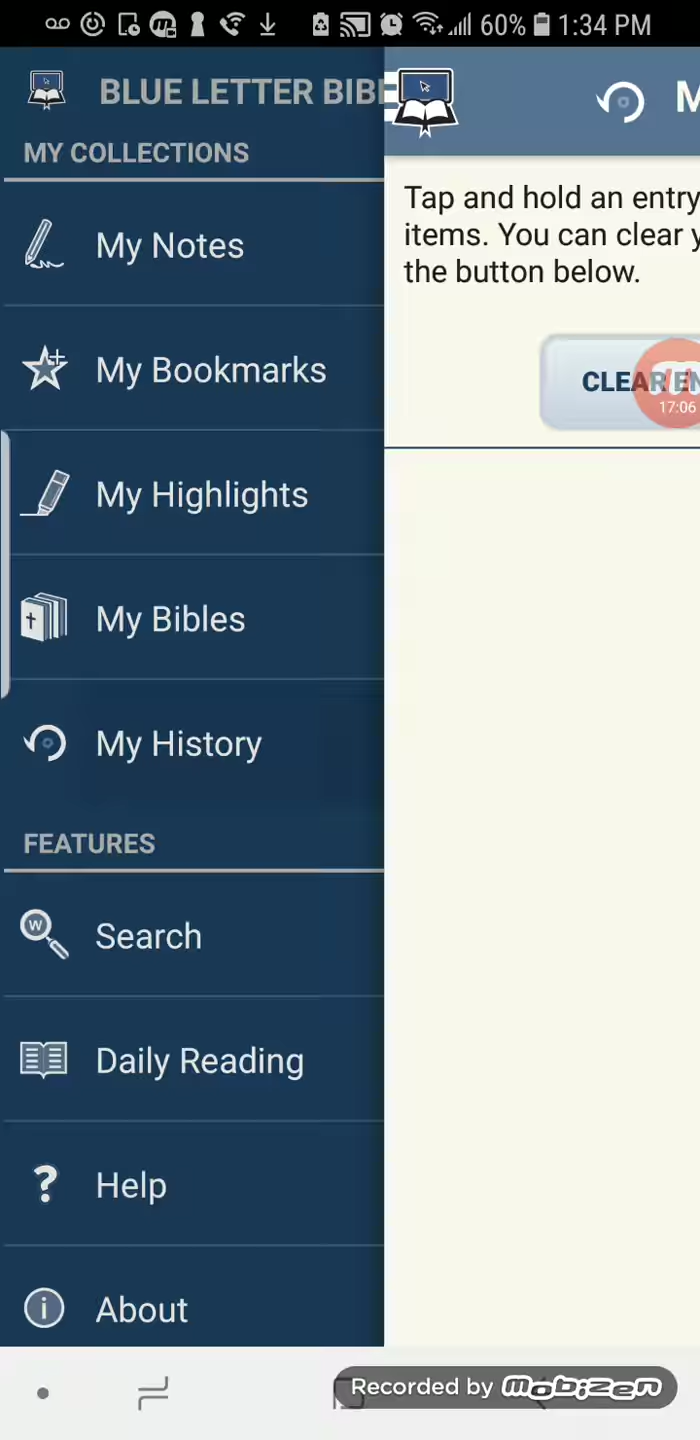 60% 1:34 PM
BLUE LETTER BIB
MY COLLECTIONS
My Notes
My Bookmarks
My Highlights
My Bibles
My History
FEATURES
Search
Daily Reading
Help
About
M
Tap and hold an entry
items. You can clear y
the button below.
CLEAR EN
17:06
Recorded by mobizen